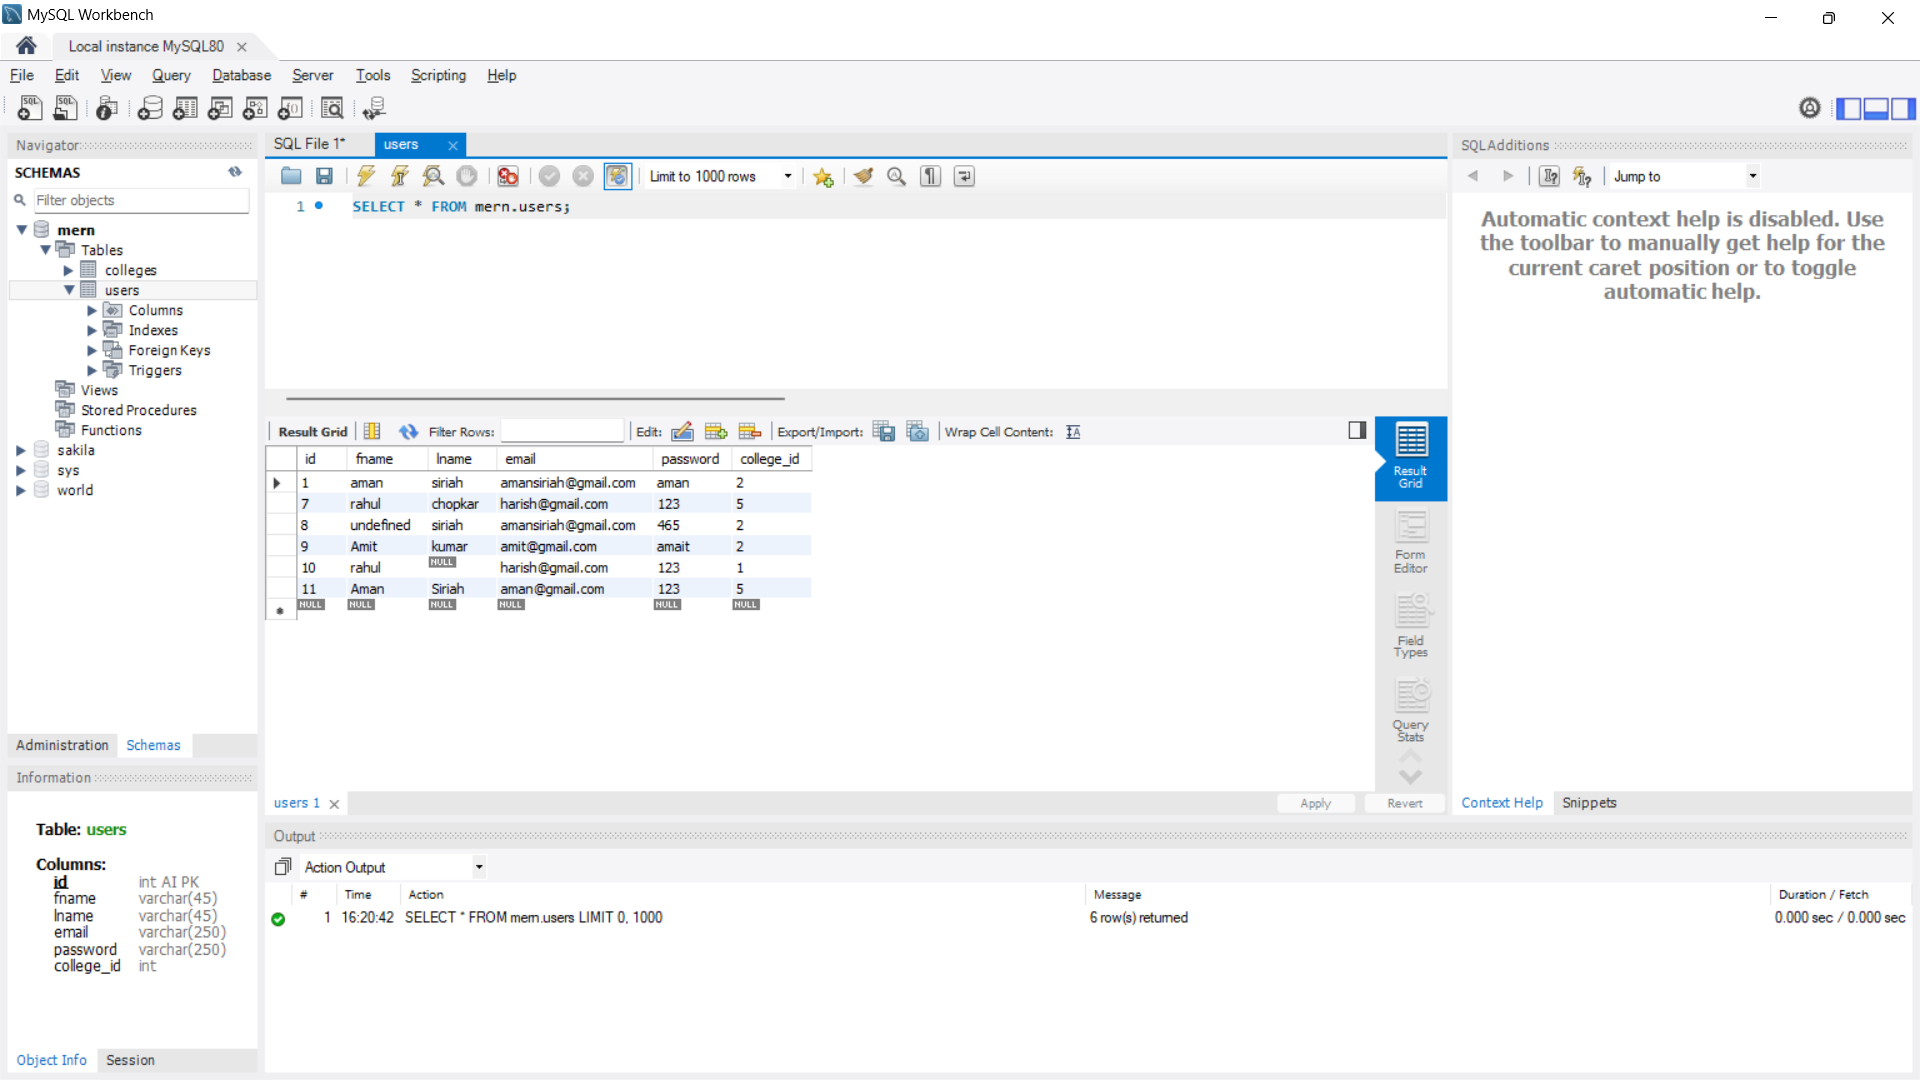 MySQL Workbench
Local instance MySQL80
File Edit View Query Database Server Tools Scripting Help
Navigator
SCHEMAS
Filter objects
mern
Tables
colleges
users
Columns
Indexes
Foreign Keys
Triggers
Views
Stored Procedures
Functions
sakila
sys
world
Administration Schemas
Information
Table: users
Columns:
id int AI PK
fname varchar(45)
lname varchar(45)
email varchar(250)
password varchar(250)
college_id int
Object Info Session
SQL File 1* users
Limit to 1000 rows
1 SELECT * FROM mern.users;
Result Grid Filter Rows: Edit: Export/Import: Wrap Cell Content:
id fname lname email password college_id
1 aman siriah amansiriah@gmail.com aman 2
7 rahul chopkar harish@gmail.com 123 5
8 undefined siriah amansiriah@gmail.com 465 2
9 Amit kumar amit@gmail.com amait 2
10 rahul NULL harish@gmail.com 123 1
11 Aman Siriah aman@gmail.com 123 5
NULL NULL NULL NULL NULL NULL
Result
Grid
Form
Editor
Field
Types
Query
Stats
users 1 Apply Revert
Output
Action Output
# Time Action Message Duration / Fetch
1 16:20:42 SELECT * FROM mern.users LIMIT 0, 1000 6 row(s) returned 0.000 sec / 0.000 sec
SQLAdditions
Jump to
Automatic context help is disabled. Use
the toolbar to manually get help for the
current caret position or to toggle
automatic help.
Context Help Snippets